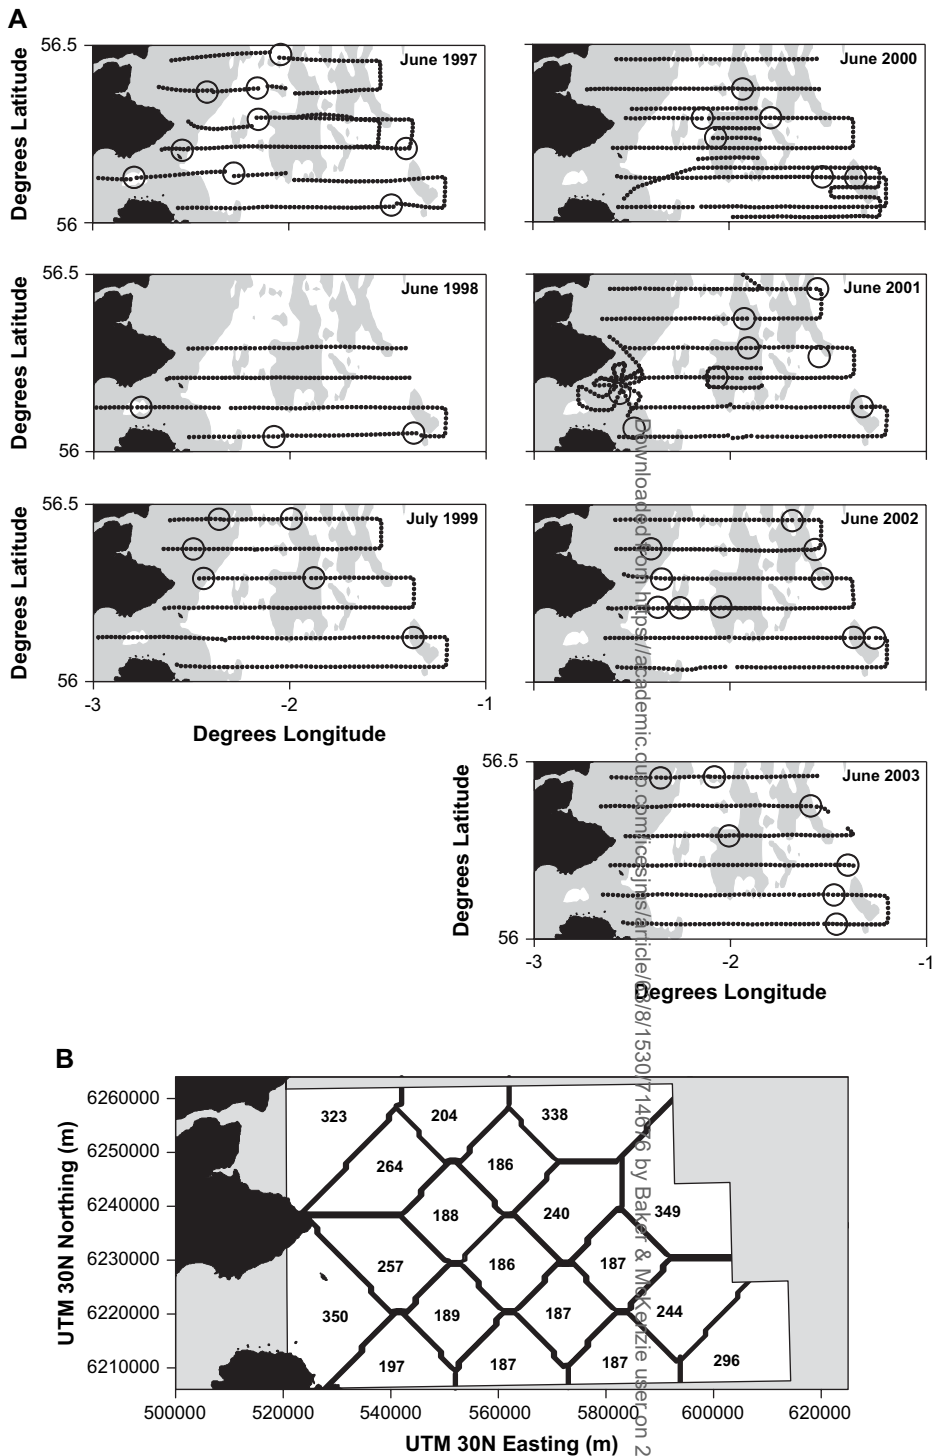 A
56.5
Degrees Latitude
56
June 1997
June 2000
56.5
Degrees Latitude
56
June 1998
June 2001
56.5
Degrees Latitude
56
July 1999
June 2002
-3
-2
-1
Degrees Longitude
56.5
Degrees Latitude
56
June 2003
-3
-2
-1
Degrees Longitude
B
UTM 30N Northing (m)
6260000
6250000
6240000
6230000
6220000
6210000
323
204
338
264
186
188
240
349
257
186
187
350
189
187
244
197
187
187
296
500000
520000
540000
560000
580000
600000
620000
UTM 30N Easting (m)
Downloaded from https://academic.oup.com/icesjms/article/63/8/1530/714676 by Baker & McKenzie user on 2